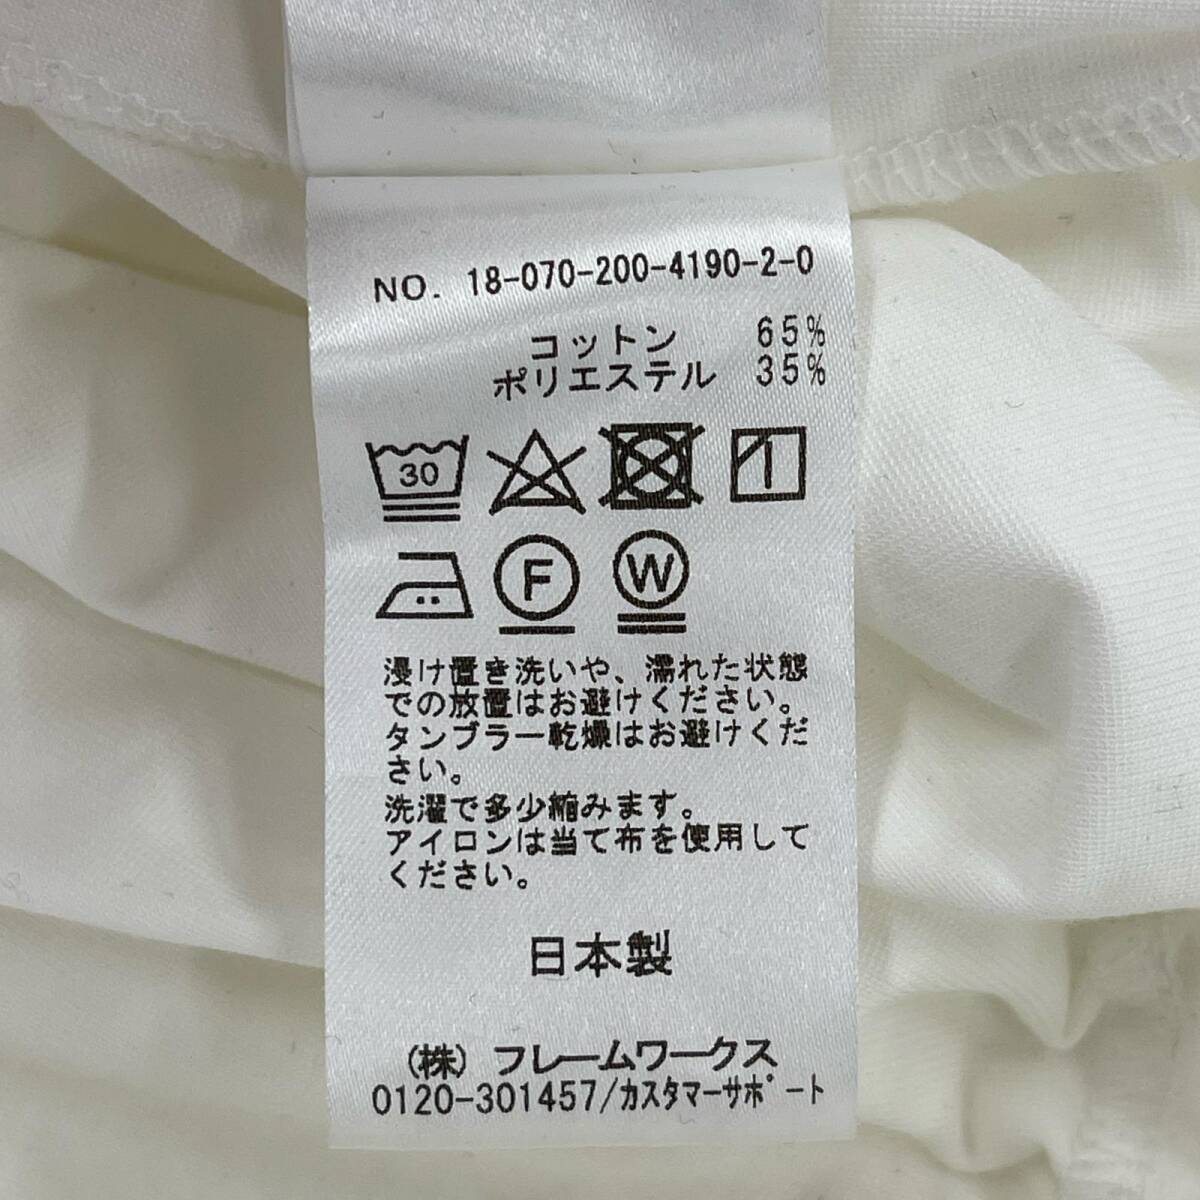 NO. 18-070-200-4190-2-0
コットン 65%
ポリエステル 35%
30
F W
浸け置き洗いや、濡れた状態
での放置はお避けください。
タンブラー乾燥はお避けくだ
さい。
洗濯で多少縮みます。
アイロンは当て布を使用して
ください。
日本製
(株) フレームワークス
0120-301457/カスタマーサポート